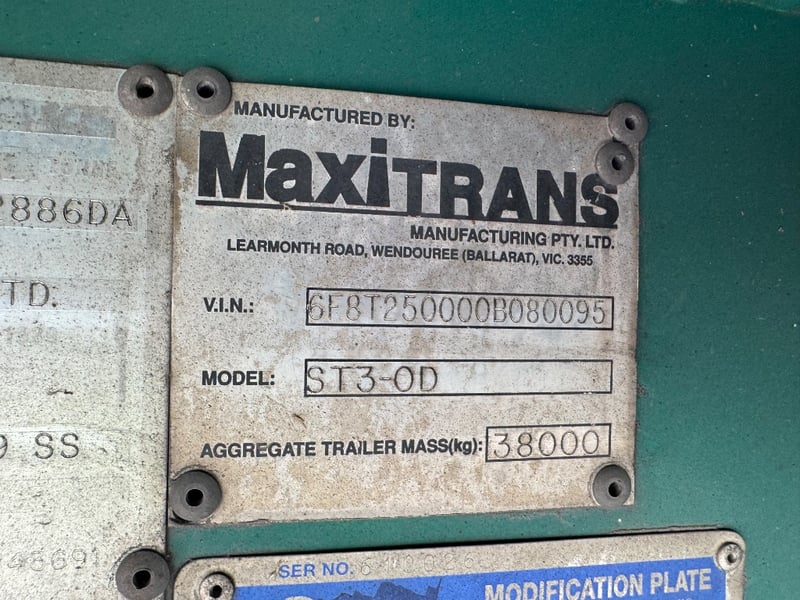 2886DA
TD.
9 SS
MANUFACTURED BY:
MaxiTRANS
MANUFACTURING PTY. LTD.
LEARMONTH ROAD, WENDOUREE (BALLARAT), VIC. 3355
V.I.N.: 6F8T250000B080095
MODEL: ST3-OD
AGGREGATE TRAILER MASS(kg): 38000
SER NO.
MODIFICATION PLATE